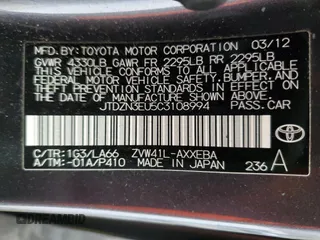 MFD. BY: TOYOTA MOTOR CORPORATION 03/12
GVWR 4330LB GAWR FR 2295LB RR 2295LB
THIS VEHICLE CONFORMS TO ALL APPLICABLE
FEDERAL MOTOR VEHICLE SAFETY, BUMPER, AND
THEFT PREVENTION STANDARDS IN EFFECT ON
THE DATE OF MANUFACTURE SHOWN ABOVE.
JTDZN3EU5C3108994 PASS.CAR
C/TR:1G3/LA66 ZVW41L-AXXEBA
A/TM:-01A/P410 MADE IN JAPAN 236 A
TOYOTA
IDREAMBID